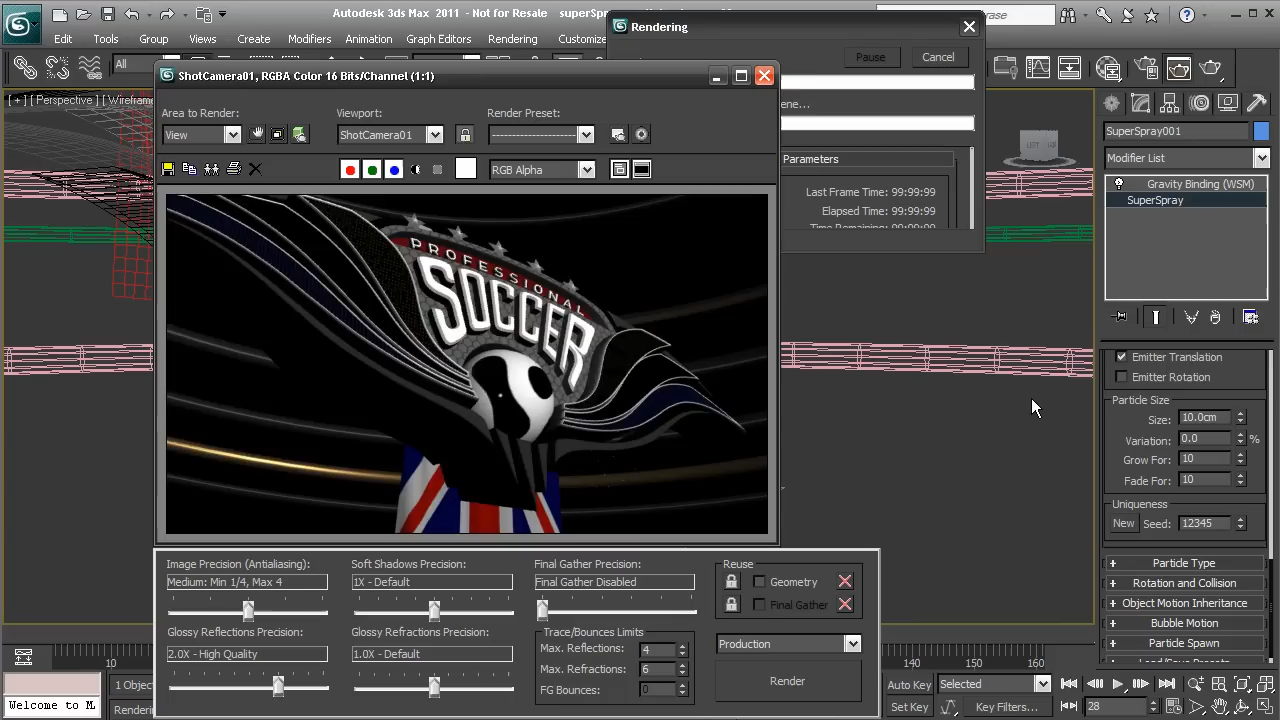 Autodesk 3ds Max 2011 - Not for Resale
Edit Tools Group Views Create Modifiers Animation Graph Editors Rendering
Rendering
Pause
Cancel
All
ShotCamera01, RGBA Color 16 Bits/Channel (1:1)
[ + ] [ Perspective ]
Area to Render:
Viewport:
Render Preset:
View
ShotCamera01
RGB Alpha
Parameters
Last Frame Time: 99:99:99
Elapsed Time: 99:99:99
SuperSpray001
Modifier List
Gravity Binding (WSM)
SuperSpray
PROFESSIONAL
SOCCER
Emitter Translation
Emitter Rotation
Particle Size
Size: 10.0cm
Variation: 0.0 %
Grow For: 10
Fade For: 10
Uniqueness
New Seed: 12345
Particle Type
Rotation and Collision
Object Motion Inheritance
Bubble Motion
Particle Spawn
Image Precision (Antialiasing):
Medium: Min 1/4, Max 4
Soft Shadows Precision:
1X - Default
Final Gather Precision:
Final Gather Disabled
Reuse
Geometry
Final Gather
Glossy Reflections Precision:
2.0X - High Quality
Glossy Refractions Precision:
1.0X - Default
Trace/Bounces Limits
Max. Reflections: 4
Max. Refractions: 6
FG Bounces: 0
Production
Render
10
140
150
160
Auto Key
Selected
Set Key
Key Filters...
28
Welcome to M